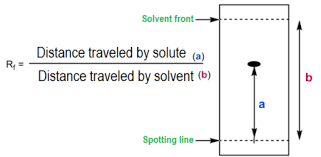 Solvent front
Distance traveled by solute (a)
Rf =
Distance traveled by solvent (b)
b
a
Spotting line